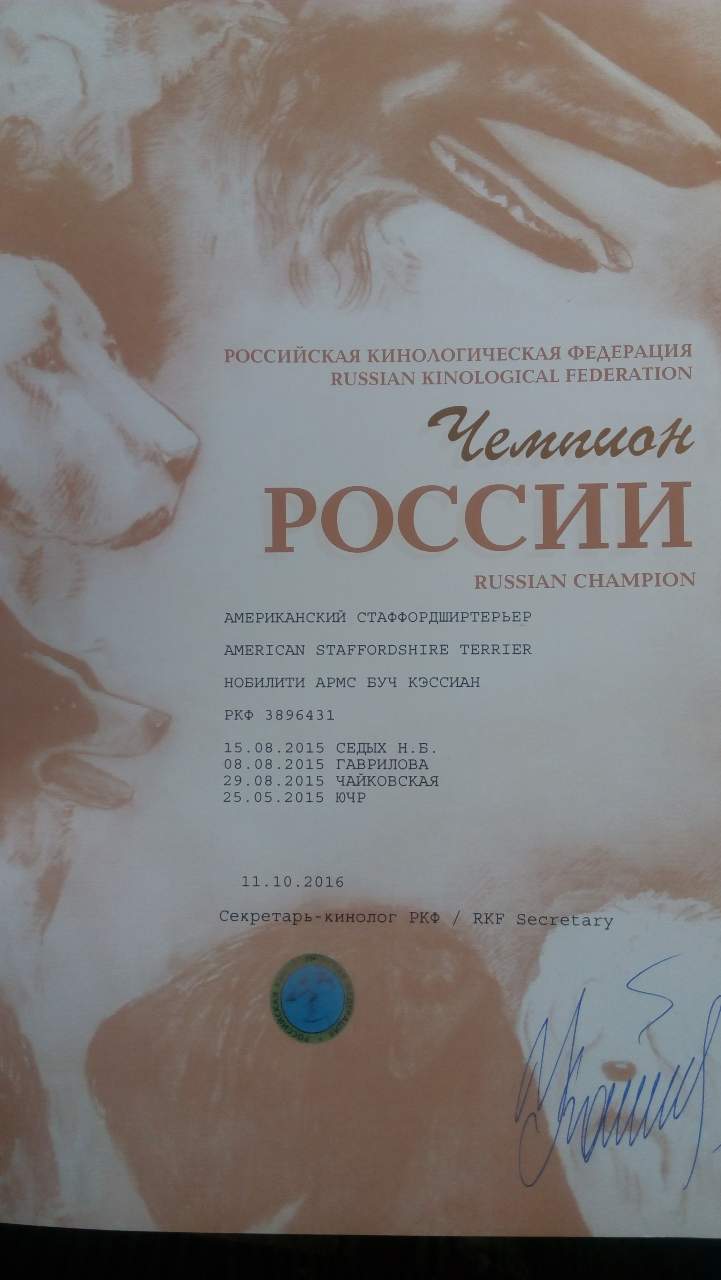 РОССИЙСКАЯ КИНОЛОГИЧЕСКАЯ ФЕДЕРАЦИЯ
RUSSIAN KINOLOGICAL FEDERATION
Чемпион
РОССИИ
RUSSIAN CHAMPION
АМЕРИКАНСКИЙ СТАФФОРДШИРТЕРЬЕР
AMERICAN STAFFORDSHIRE TERRIER
НОБИЛИТИ АРМС БУЧ КЭССИАН
РКФ 3896431
15.08.2015 СЕДЫХ Н.Б.
08.08.2015 ГАВРИЛОВА
29.08.2015 ЧАЙКОВСКАЯ
25.05.2015 ЮЧР
11.10.2016
Секретарь-кинолог РКФ / RKF Secretary